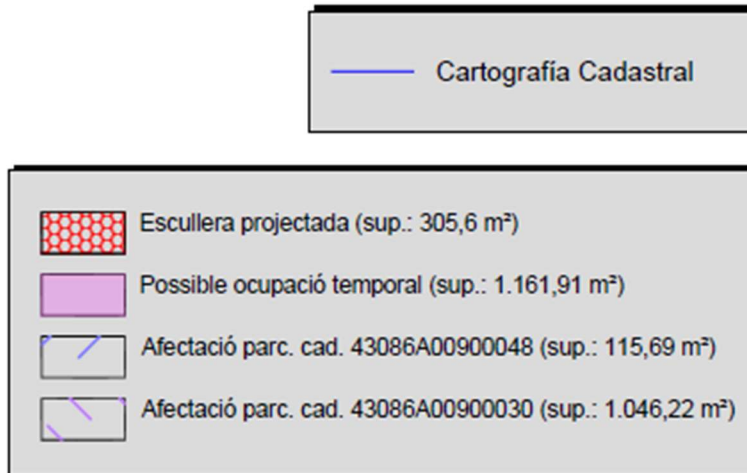 Cartografía Cadastral
Escullera projectada (sup.: 305,6 m²)
Possible ocupació temporal (sup.: 1.161,91 m²)
Afectació parc. cad. 43086A00900048 (sup.: 115,69 m²)
Afectació parc. cad. 43086A00900030 (sup.: 1.046,22 m²)